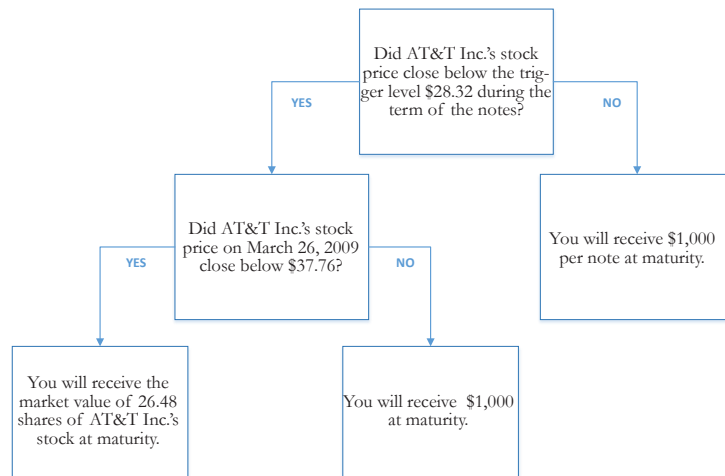 Did AT&T Inc.'s stock
price close below the trig-
ger level $28.32 during the
term of the notes?
YES
NO
Did AT&T Inc.'s stock
price on March 26, 2009
close below $37.76?
You will receive $1,000
per note at maturity.
YES
NO
You will receive the
market value of 26.48
shares of AT&T Inc.'s
stock at maturity.
You will receive $1,000
at maturity.